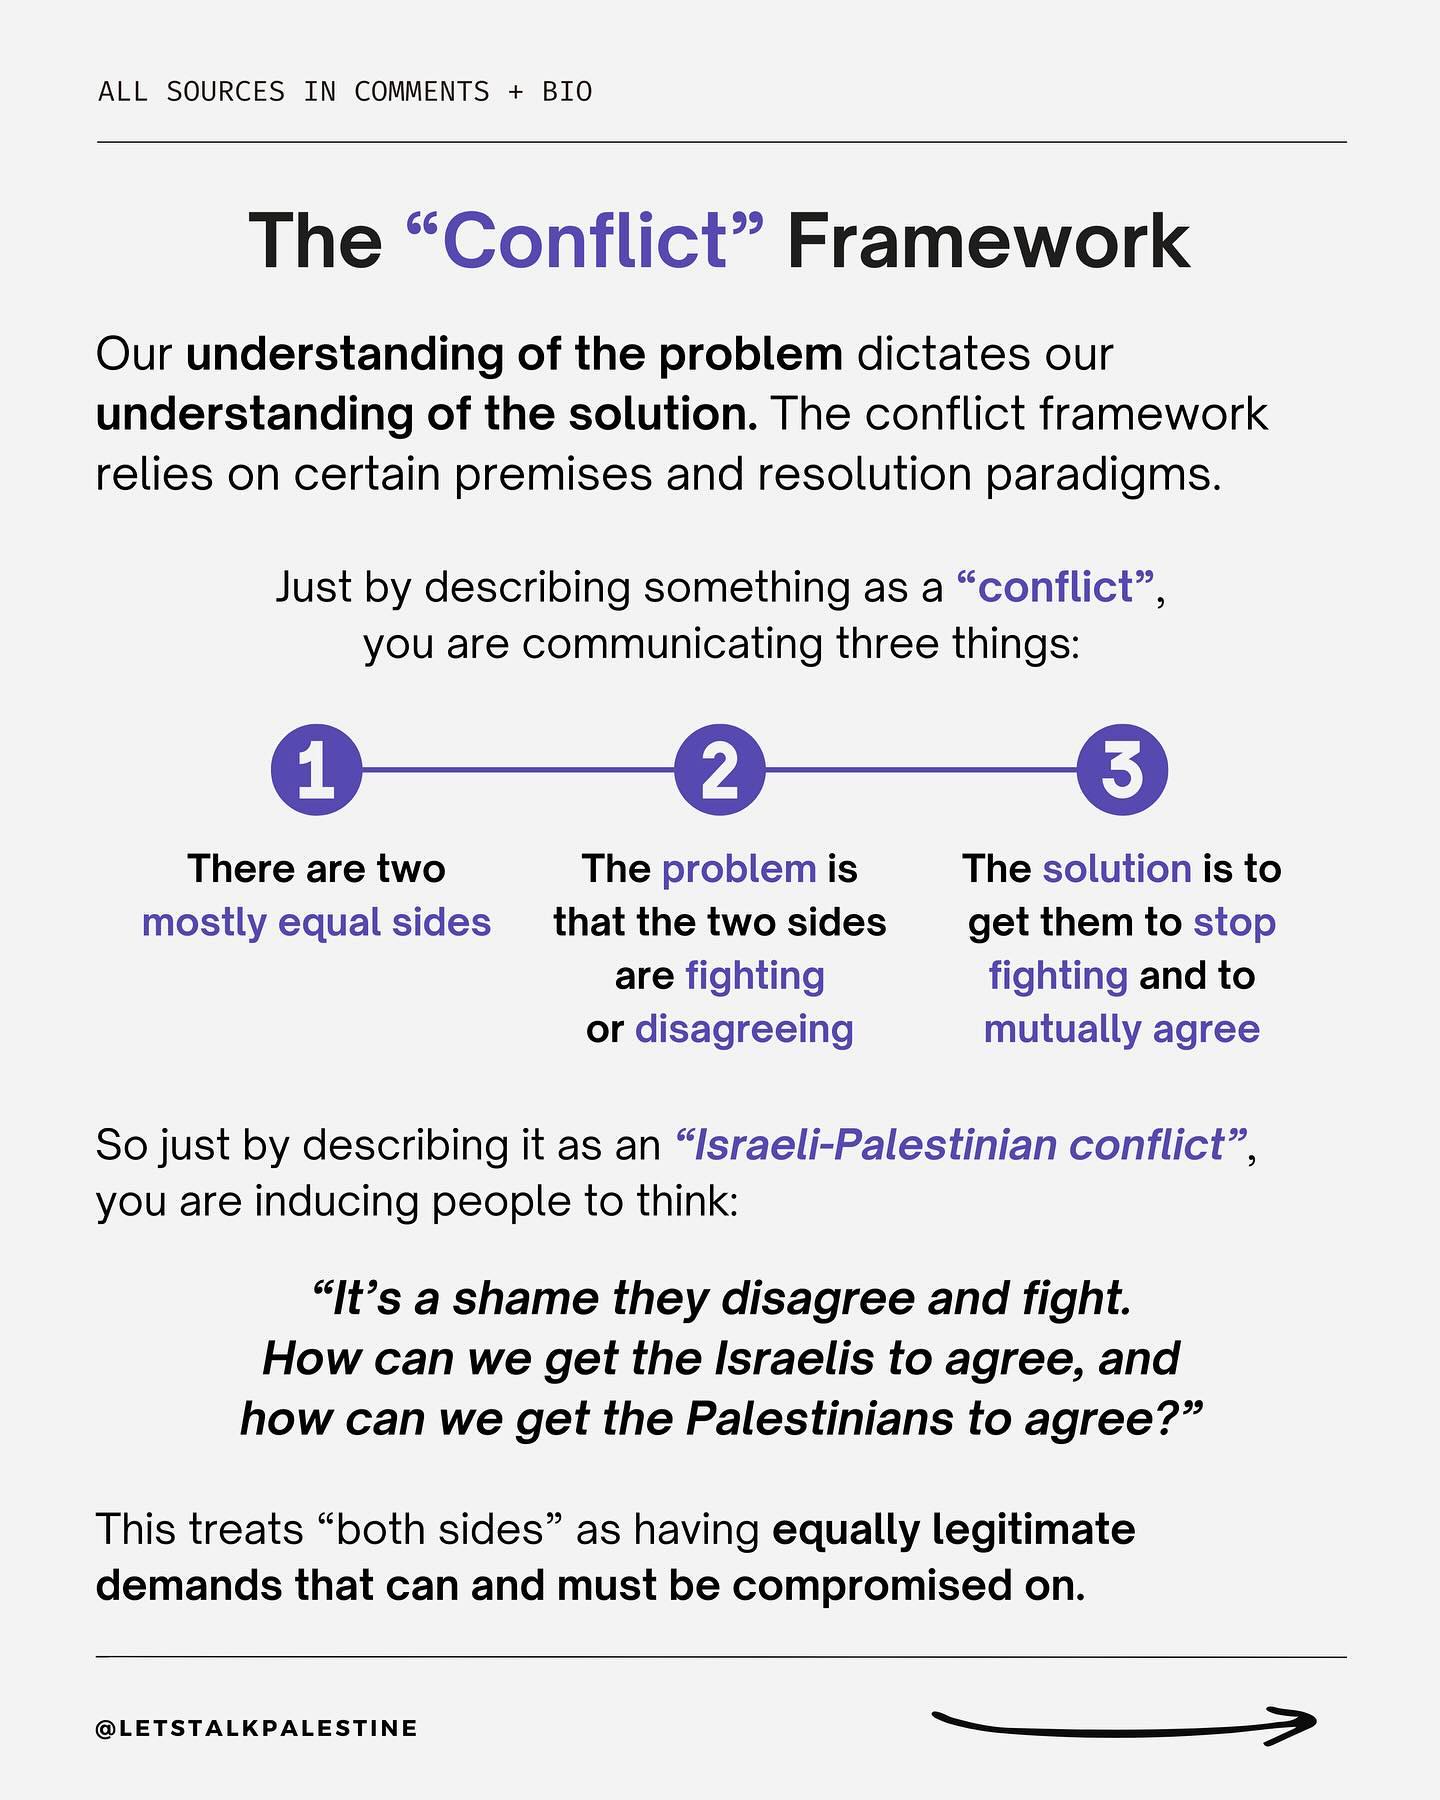 ALL SOURCES IN COMMENTS + BIO
The “Conflict” Framework
Our understanding of the problem dictates our
understanding of the solution. The conflict framework
relies on certain premises and resolution paradigms.
Just by describing something as a “conflict”,
you are communicating three things:
1
There are two
mostly equal sides
2
The problem is
that the two sides
are fighting
or disagreeing
3
The solution is to
get them to stop
fighting and to
mutually agree
So just by describing it as an “Israeli-Palestinian conflict”,
you are inducing people to think:
“It’s a shame they disagree and fight.
How can we get the Israelis to agree, and
how can we get the Palestinians to agree?”
This treats “both sides” as having equally legitimate
demands that can and must be compromised on.
@LETSTALKPALESTINE